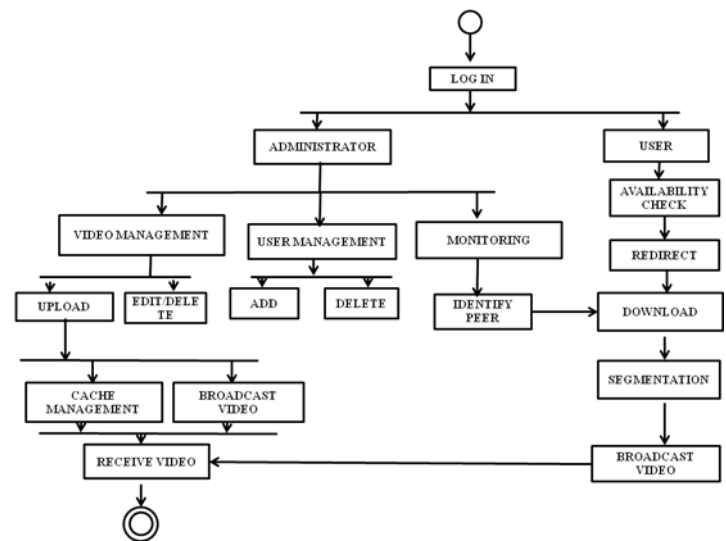 LOG IN
ADMINISTRATOR
USER
AVAILABILITY
CHECK
VIDEO MANAGEMENT
USER MANAGEMENT
MONITORING
REDIRECT
UPLOAD
EDIT/DELE
TE
ADD
DELETE
IDENTIFY
PEER
DOWNLOAD
CACHE
MANAGEMENT
BROADCAST
VIDEO
SEGMENTATION
RECEIVE VIDEO
BROADCAST
VIDEO